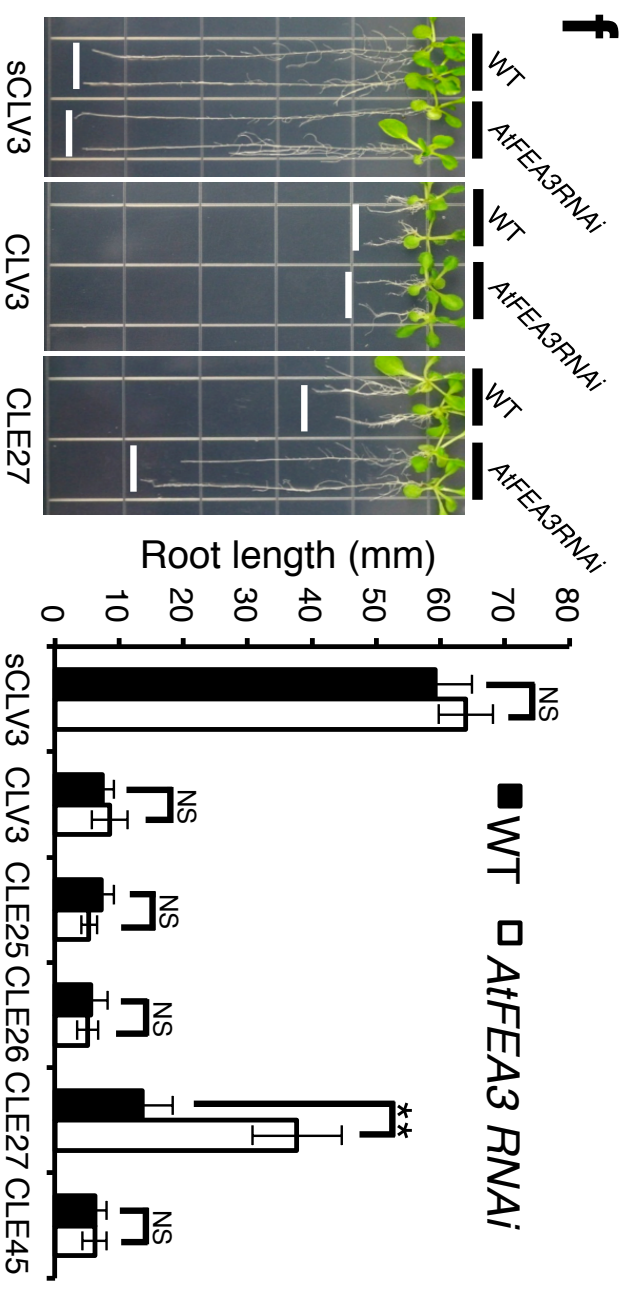 f
WT AtFEA3RNAi WT AtFEA3RNAi WT AtFEA3RNAi
sCLV3 CLV3 CLE27
Root length (mm)
80
70
60
50
40
30
20
10
0
WT AtFEA3 RNAi
NS NS NS NS ** NS
sCLV3 CLV3 CLE25 CLE26 CLE27 CLE45